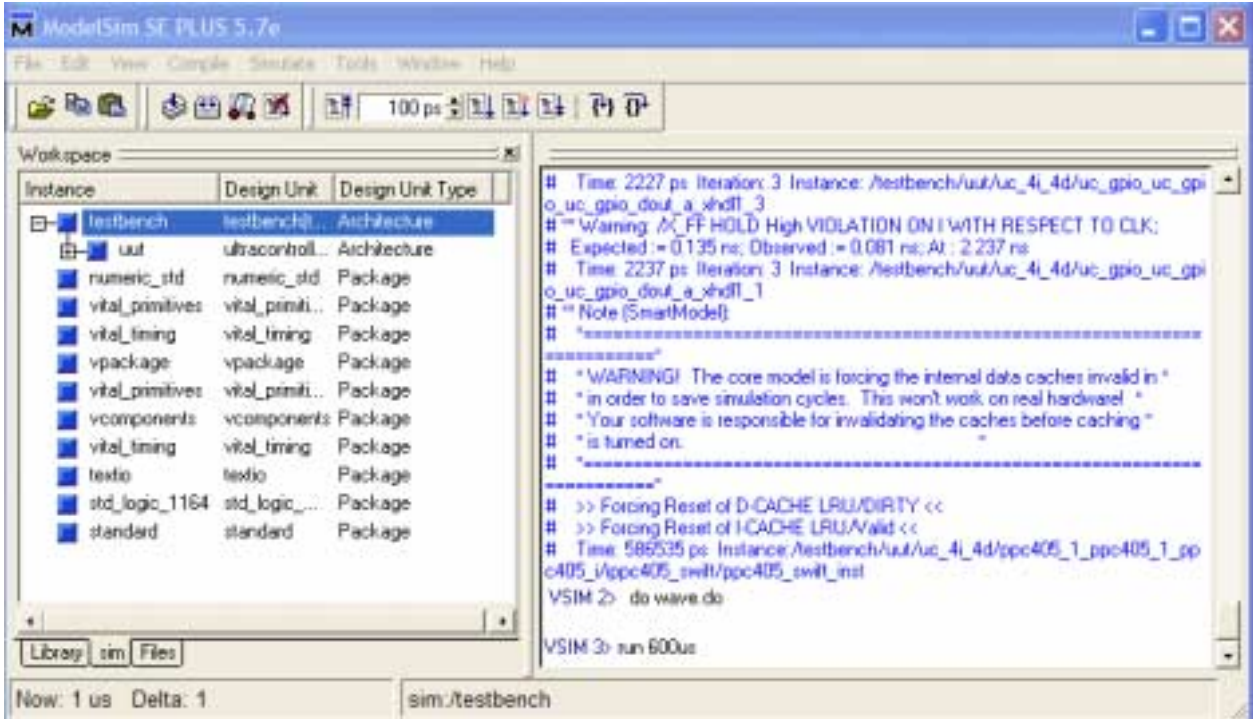 ModelSim SE PLUS 5.7e
File Edit View Compile Simulate Tools Window Help
100 ps
Workspace
Instance Design Unit Design Unit Type
testbench testbench(t... Architecture
uut ultracontroll... Architecture
numeric_std numeric_std Package
vital_primitives vital_primiti... Package
vital_timing vital_timing Package
vpackage vpackage Package
vital_primitives vital_primiti... Package
vcomponents vcomponents Package
vital_timing vital_timing Package
textio textio Package
std_logic_1164 std_logic_... Package
standard standard Package
Library sim Files
# Time: 2227 ps Iteration: 3 Instance: /testbench/uut/uc_4i_4d/uc_gpio_uc_gpi
o_uc_gpio_dout_a_xhdl1_3
# ** Warning: /X_FF HOLD High VIOLATION ON I WITH RESPECT TO CLK;
# Expected := 0.135 ns; Observed := 0.081 ns; At : 2.237 ns
# Time: 2237 ps Iteration: 3 Instance: /testbench/uut/uc_4i_4d/uc_gpio_uc_gpi
o_uc_gpio_dout_a_xhdl1_1
# ** Note (SmartModel):
# *==================================================================
===========*
# * WARNING! The core model is forcing the internal data caches invalid in *
# * in order to save simulation cycles. This won't work on real hardware! *
# * Your software is responsible for invalidating the caches before caching *
# * is turned on. *
# *==================================================================
===========*
# >> Forcing Reset of D-CACHE LRU/DIRTY <<
# >> Forcing Reset of I-CACHE LRU/Valid <<
# Time: 586535 ps Instance:/testbench/uut/uc_4i_4d/ppc405_1_ppc405_1_pp
c405_i/ippc405_swift/ppc405_swift_inst
VSIM 2> do wave.do
VSIM 3> run 600us
Now: 1 us Delta: 1 sim:/testbench